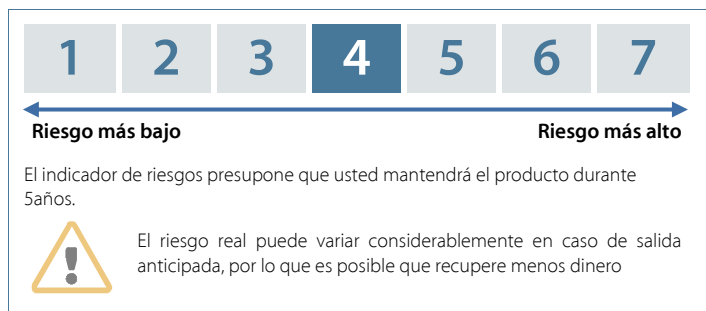 1 2 3 4 5 6 7
Riesgo más bajo Riesgo más alto
El indicador de riesgos presupone que usted mantendrá el producto durante
5años.
El riesgo real puede variar considerablemente en caso de salida
anticipada, por lo que es posible que recupere menos dinero